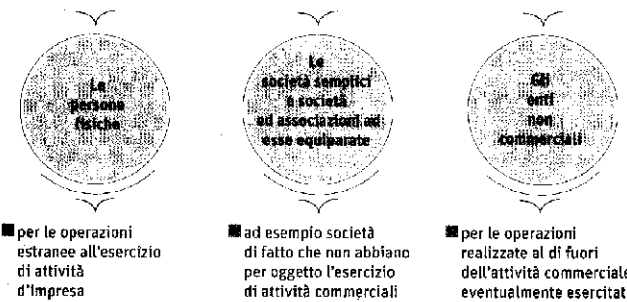 Le
persone
fisiche
Le
società semplici
e società
ed associazioni ad
esse equiparate
Gli
enti
non
commerciali
per le operazioni
estranee all'esercizio
di attività
d'impresa
ad esempio società
di fatto che non abbiano
per oggetto l'esercizio
di attività commerciali
per le operazioni
realizzate al di fuori
dell'attività commerciale
eventualmente esercitat